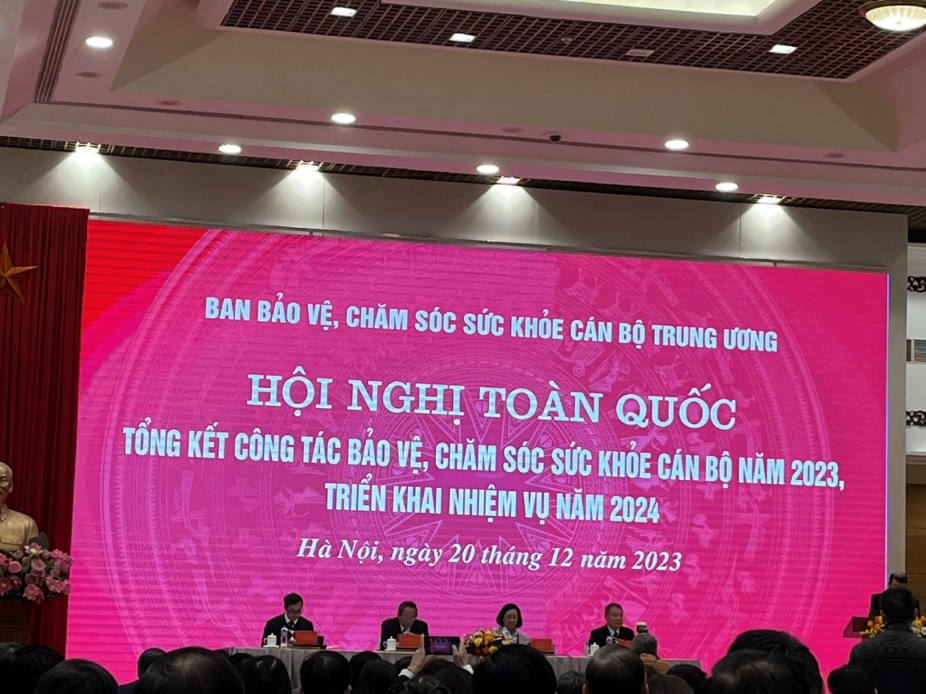 BAN BẢO VỆ, CHĂM SÓC SỨC KHỎE CÁN BỘ TRUNG ƯƠNG
HỘI NGHỊ TOÀN QUỐC
TỔNG KẾT CÔNG TÁC BẢO VỆ, CHĂM SÓC SỨC KHỎE CÁN BỘ NĂM 2023,
TRIỂN KHAI NHIỆM VỤ NĂM 2024
Hà Nội, ngày 20 tháng 12 năm 2023